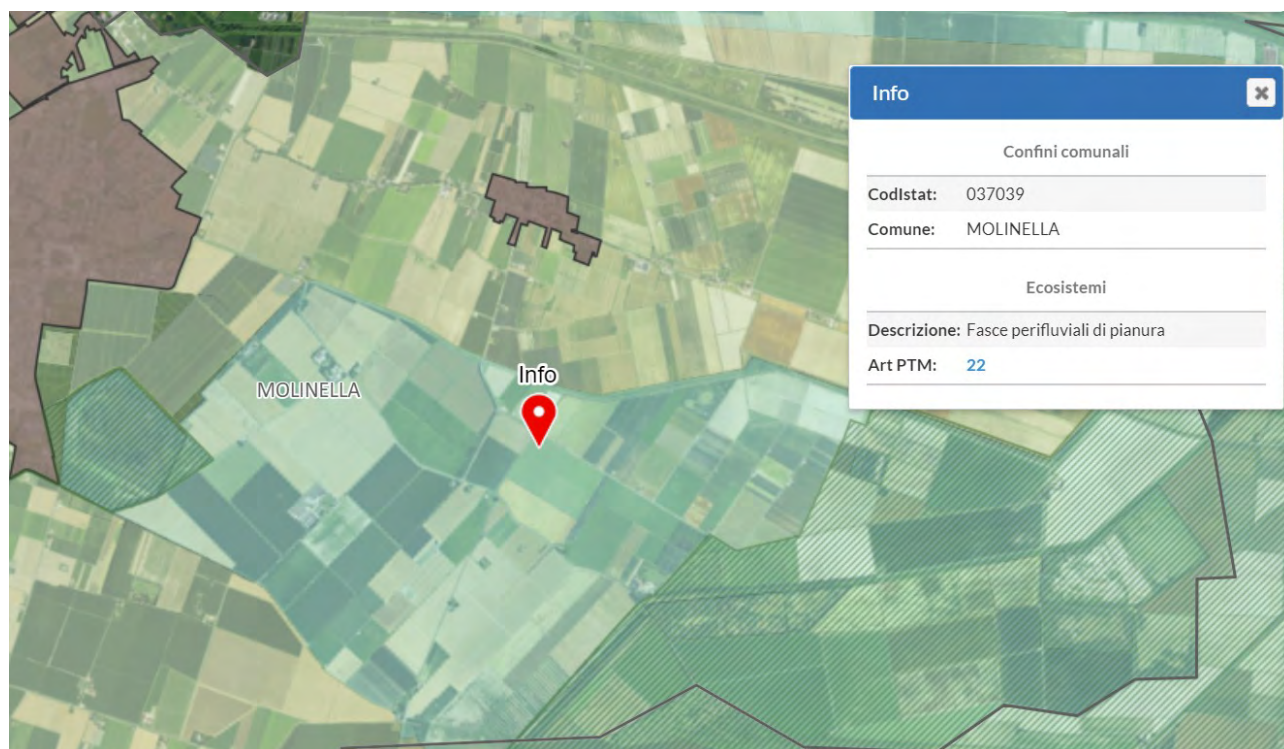 Info
Confini comunali
CodIstat: 037039
Comune: MOLINELLA
Ecosistemi
Descrizione: Fasce perifluviali di pianura
Art PTM: 22
Info
MOLINELLA